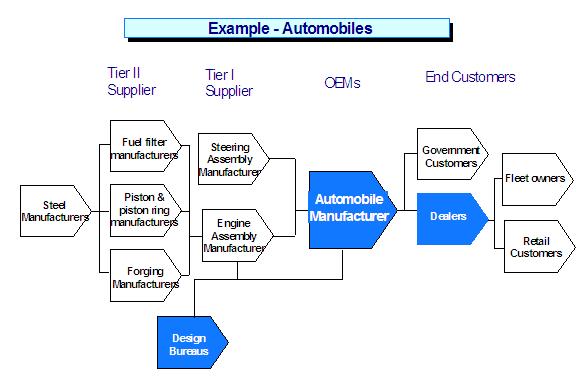 Example - Automobiles
Tier II
Supplier
Tier I
Supplier
OEMs
End Customers
Fuel filter
manufacturers
Steering
Assembly
Manufacturer
Government
Customers
Steel
Manufacturers
Piston &
piston ring
manufacturers
Engine
Assembly
Manufacturer
Automobile
Manufacturer
Dealers
Fleet owners
Forging
Manufacturers
Retail
Customers
Design
Bureaus